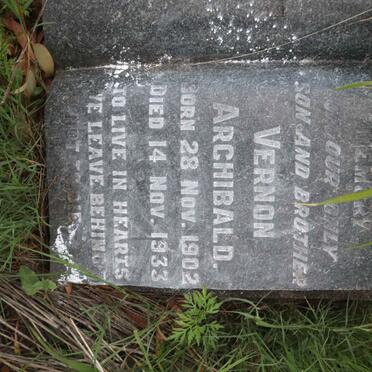 MEMORY
OUR
SON AND BROTHER
VERNON
ARCHIBALD.
BORN 28 NOV. 1902
DIED 14 NOV. 1933
TO LIVE IN HEARTS
WE LEAVE BEHIND